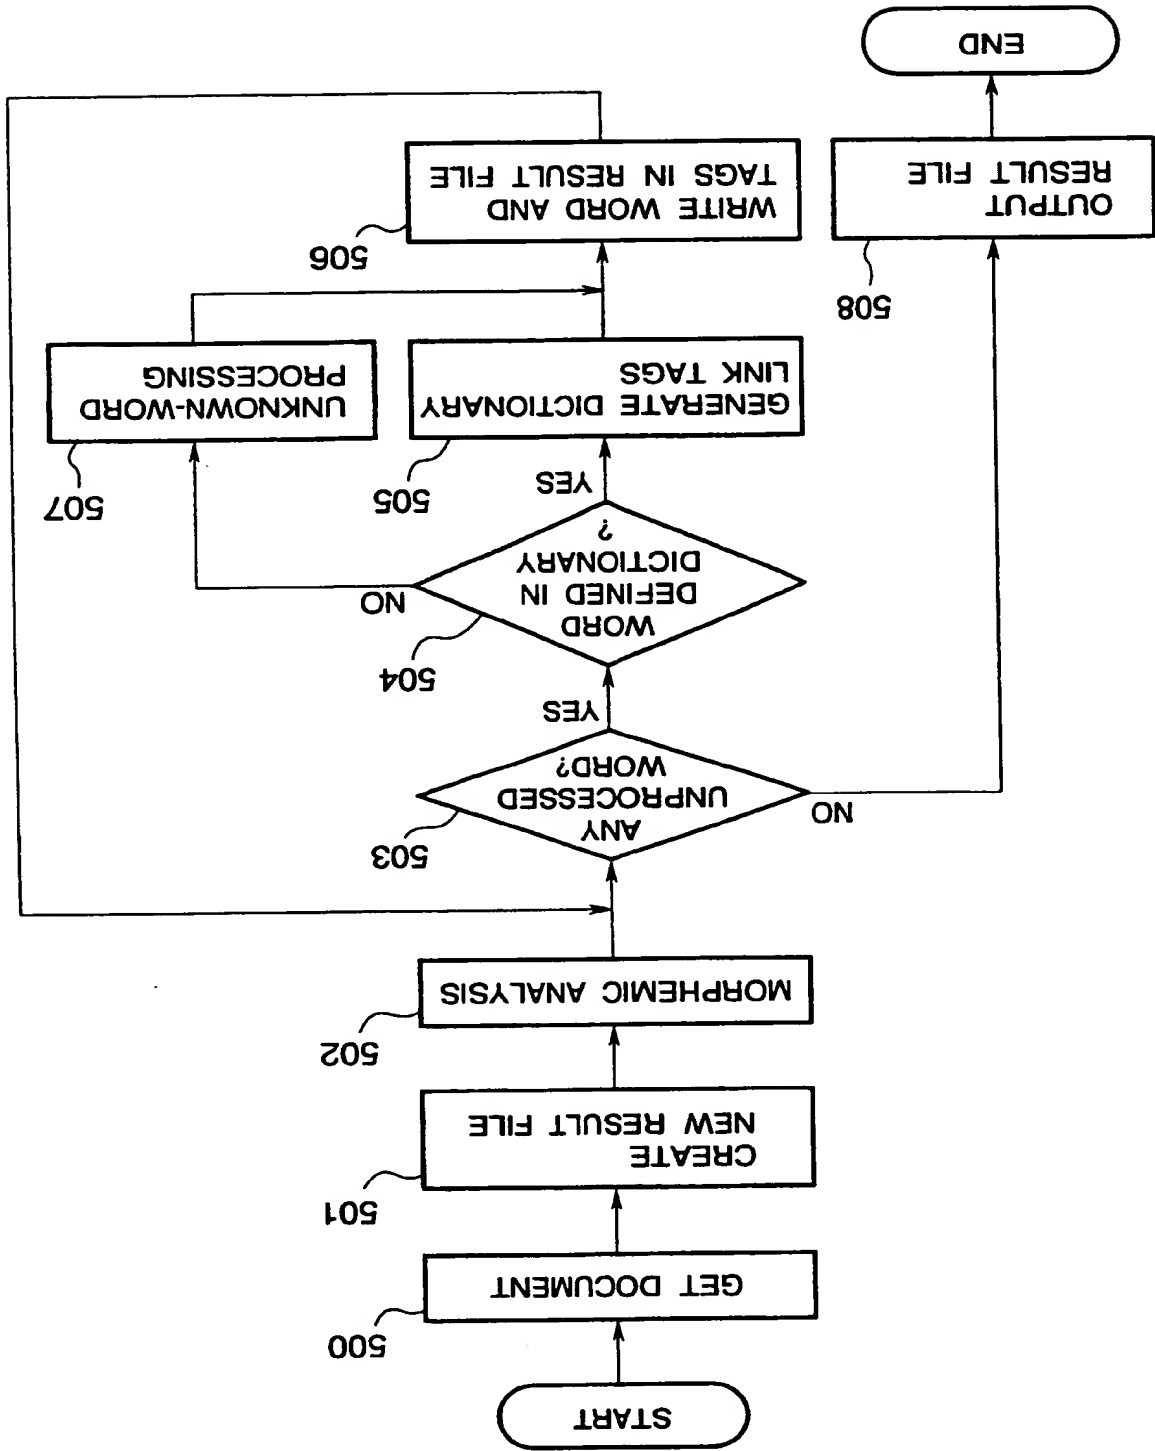 START
GET DOCUMENT
500
CREATE
NEW RESULT FILE
501
MORPHEMIC ANALYSIS
502
ANY
UNPROCESSED
WORD?
503
NO
YES
WORD
DEFINED IN
DICTIONARY
?
504
NO
YES
GENERATE DICTIONARY
LINK TAGS
505
UNKNOWN-WORD
PROCESSING
507
WRITE WORD AND
TAGS IN RESULT FILE
506
OUTPUT
RESULT FILE
508
END